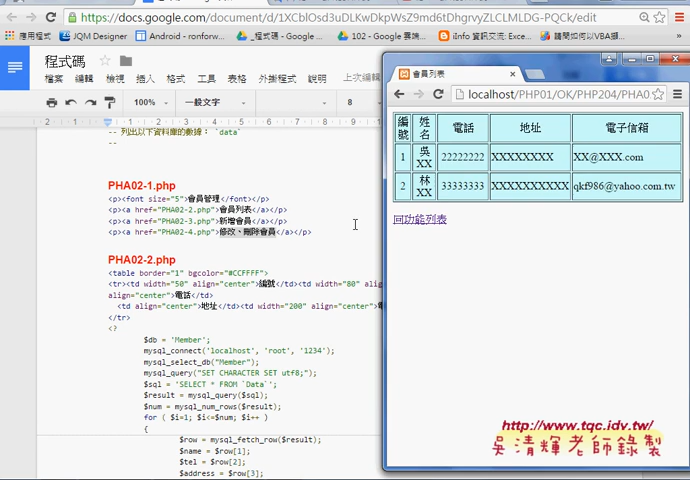 https://docs.google.com/document/d/1XCblOsd3uDLKwDkpWsZ9md6tDhgrvyZLCLMLDG-PQCk/edit
應用程式
JQM Designer
Android - ronforw...
_程式碼 - Google ...
102 - Google 雲端...
iInfo 資訊交流: Exce...
請問如何以VBA擷...
程式碼
檔案 編輯 檢視 插入 格式 工具 表格 外掛程式 說明 上次編輯
100% 一般文字 8
2 1 1 2 3 4 5 6
-- 列出以下資料庫的數據： `data`
--
PHA02-1.php
<p><font size="5">會員管理</font></p>
<p><a href="PHA02-2.php">會員列表</a></p>
<p><a href="PHA02-3.php">新增會員</a></p>
<p><a href="PHA02-4.php">修改、刪除會員</a></p>
PHA02-2.php
<table border="1" bgcolor="#CCFFFF">
<tr><td width="50" align="center">編號</td><td width="80"
align="center">電話</td>
<td align="center">地址</td><td width="200" align="center">
</tr>
<?
$db = 'Member';
mysql_connect('localhost', 'root', '1234');
mysql_select_db("Member");
mysql_query("SET CHARACTER SET utf8;");
$sql = 'SELECT * FROM `Data`';
$result = mysql_query($sql);
$num = mysql_num_rows($result);
for ( $i=1; $i<=$num; $i++ )
{
$row = mysql_fetch_row($result);
$name = $row[1];
$tel = $row[2];
$address = $row[3];
會員列表
localhost/PHP01/OK/PHP204/PHA0
編號 姓名 電話 地址 電子信箱
1 吳XX 22222222 XXXXXXXX XX@XXX.com
2 林XX 33333333 XXXXXXXXXX qkf986@yahoo.com.tw
回功能列表
http://www.tqc.idv.tw/
吳清輝老師錄製